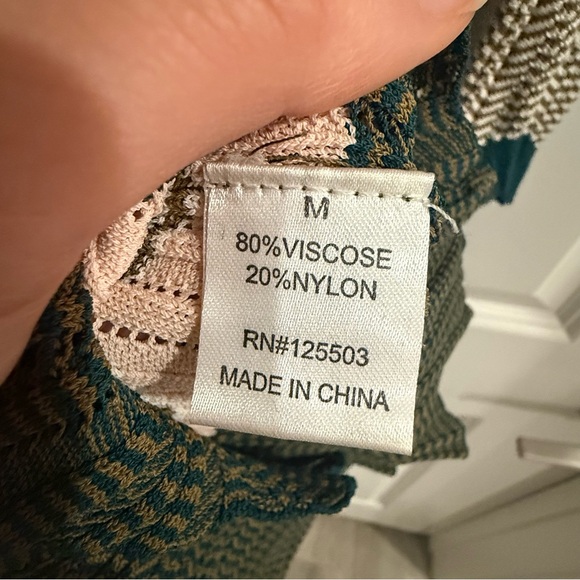 M
80%VISCOSE
20%NYLON
RN#125503
MADE IN CHINA